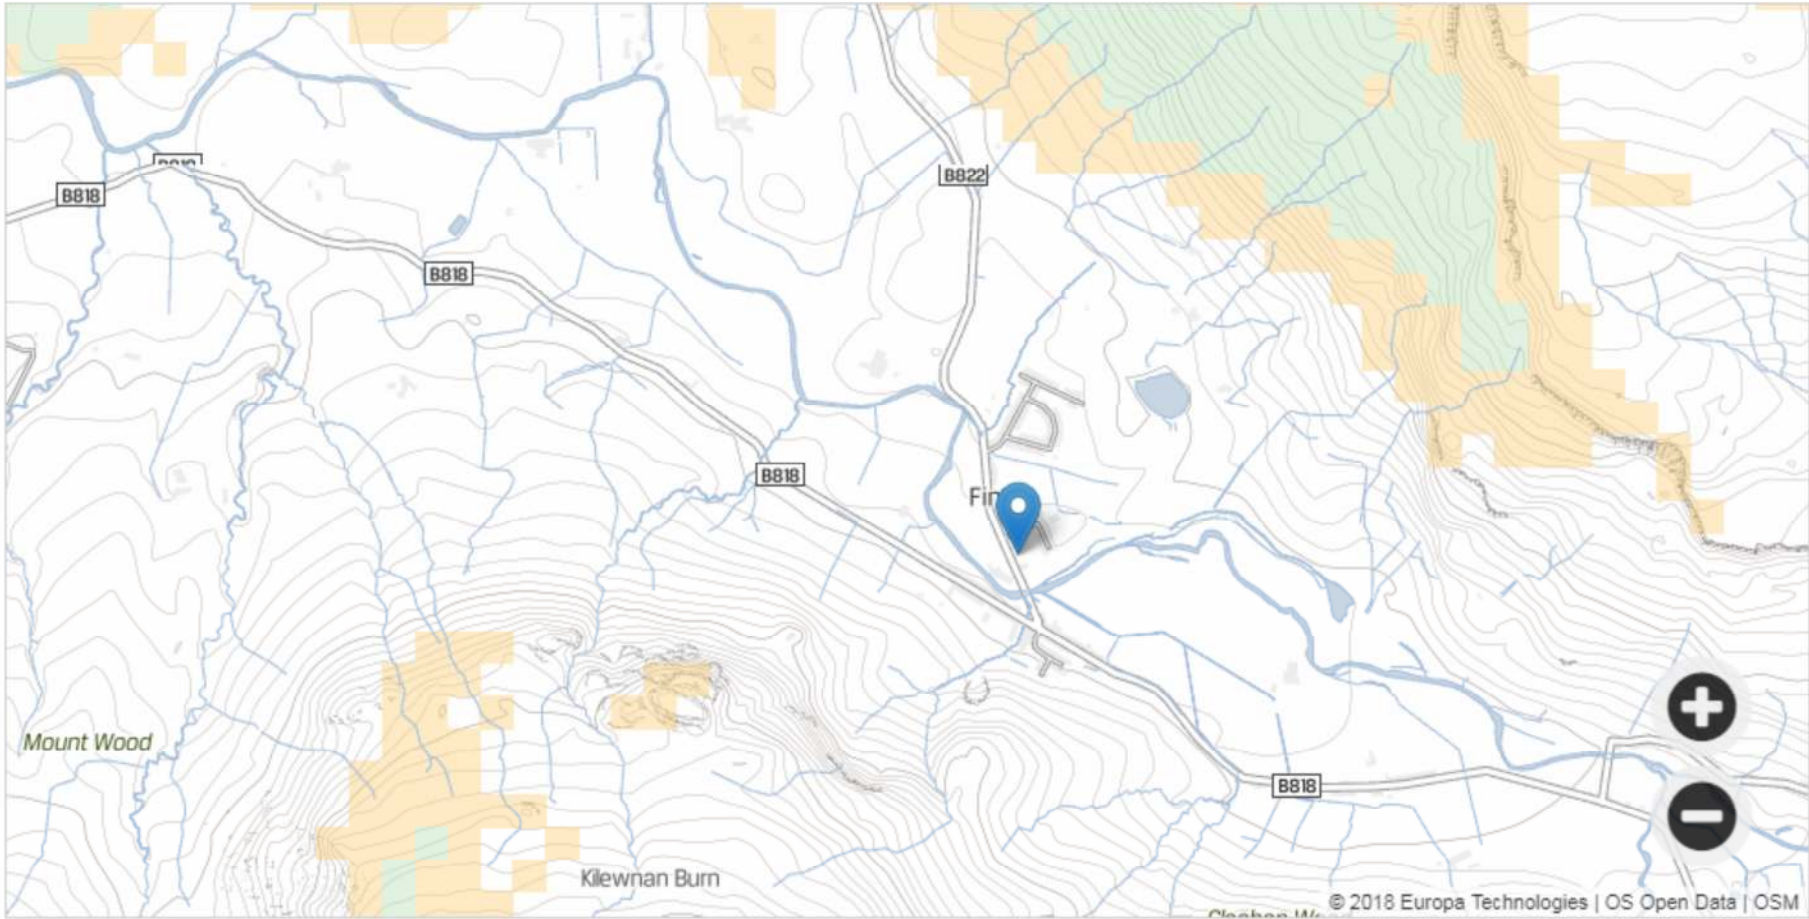 B822
B818
B818
B818
Fin
Mount Wood
B818
Kilewnan Burn
© 2018 Europa Technologies | OS Open Data | OSM